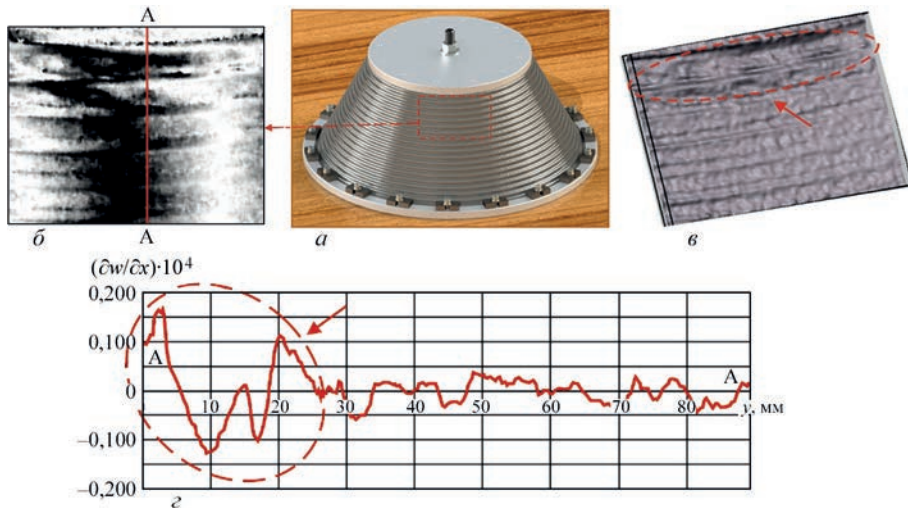 А
А
б
а
в
(∂w/∂x)·10⁴
0,200
0,100
0
–0,100
–0,200
А
А
10
20
30
40
50
60
70
80
y, мм
г